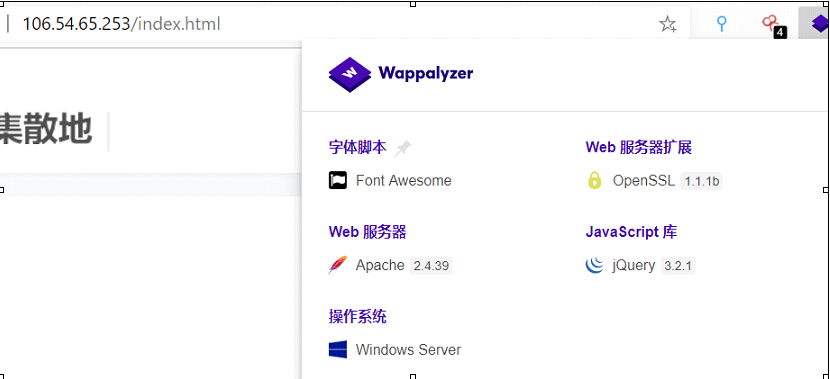 106.54.65.253/index.html
4
W Wappalyzer
集散地
字体脚本
Font Awesome
Web 服务器扩展
OpenSSL 1.1.1b
Web 服务器
Apache 2.4.39
JavaScript 库
jQuery 3.2.1
操作系统
Windows Server